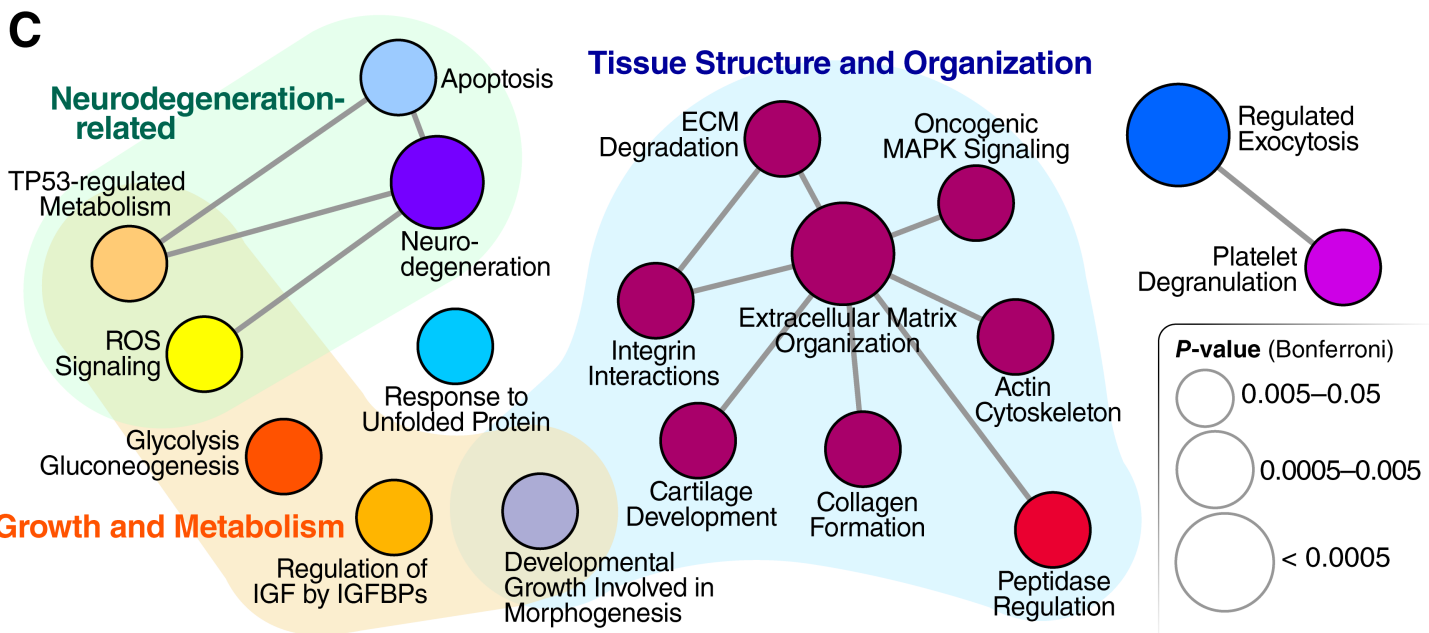 C
Neurodegeneration-
related
Apoptosis
TP53-regulated
Metabolism
Neuro-
degeneration
ROS
Signaling
Response to
Unfolded Protein
Glycolysis
Gluconeogenesis
Growth and Metabolism
Regulation of
IGF by IGFBPs
Developmental
Growth Involved in
Morphogenesis
Tissue Structure and Organization
ECM
Degradation
Oncogenic
MAPK Signaling
Extracellular Matrix
Organization
Integrin
Interactions
Actin
Cytoskeleton
Cartilage
Development
Collagen
Formation
Peptidase
Regulation
Regulated
Exocytosis
Platelet
Degranulation
P-value (Bonferroni)
0.005–0.05
0.0005–0.005
< 0.0005